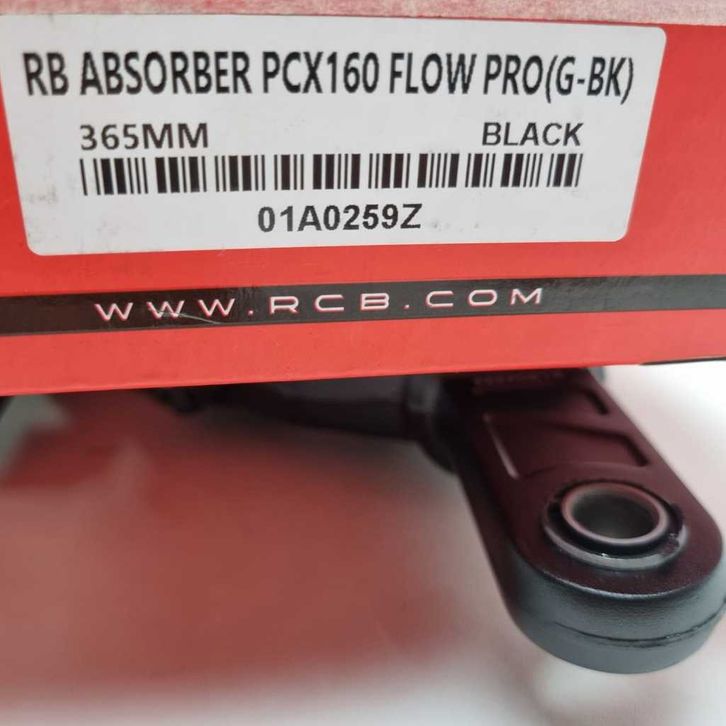 RB ABSORBER PCX160 FLOW PRO(G-BK)
365MM BLACK
01A0259Z
WWW.RCB.COM